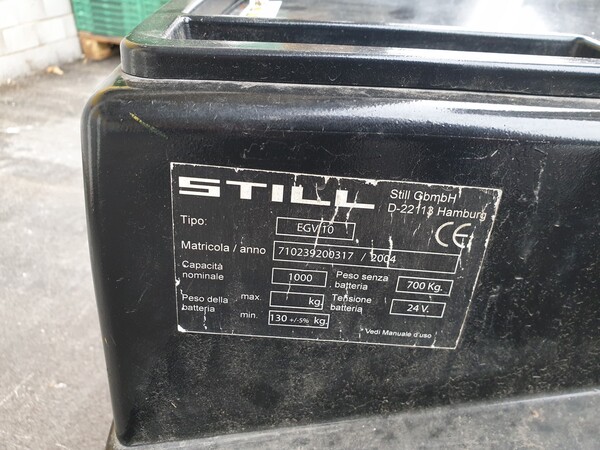 STILL
Still GbmbH
D-22113 Hamburg
Tipo: EGV 10
CE
Matricola / anno 710239200317 / 2004
Capacità nominale 1000 Peso senza batteria 700 Kg.
Peso della batteria max. kg. Tensione batteria 24 V.
min. 130 +/-5% kg.
Vedi Manuale d'uso